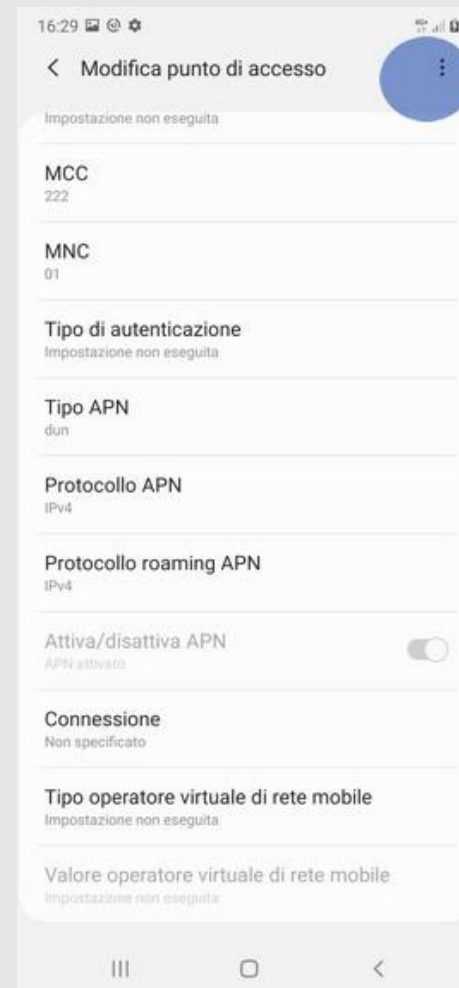 16:29
Modifica punto di accesso
Impostazione non eseguita
MCC
222
MNC
01
Tipo di autenticazione
Impostazione non eseguita
Tipo APN
dun
Protocollo APN
IPv4
Protocollo roaming APN
IPv4
Attiva/disattiva APN
APN attivato
Connessione
Non specificato
Tipo operatore virtuale di rete mobile
Impostazione non eseguita
Valore operatore virtuale di rete mobile
Impostazione non eseguita